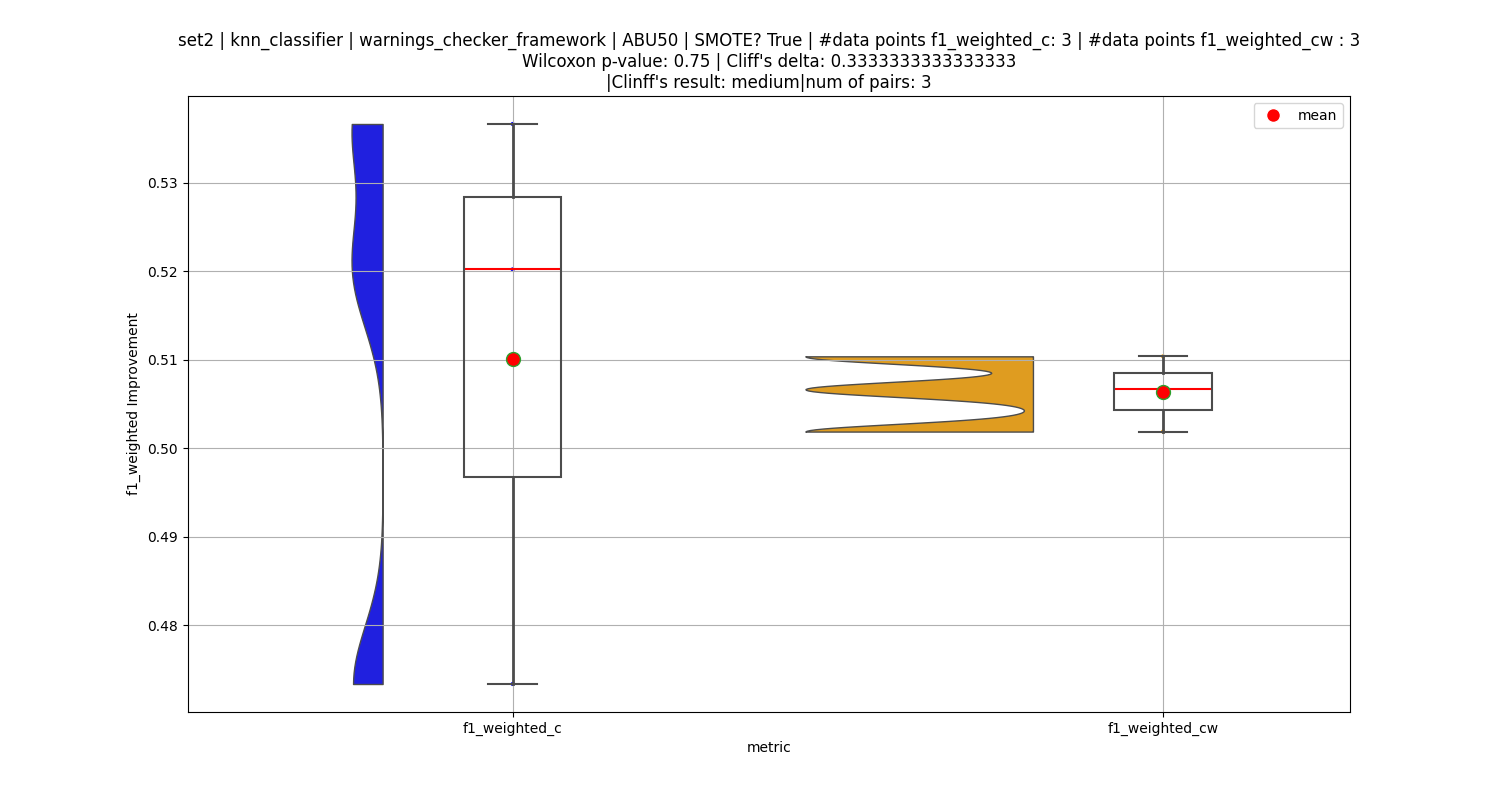 set2 | knn_classifier | warnings_checker_framework | ABU50 | SMOTE? True | #data points f1_weighted_c: 3 | #data points f1_weighted_cw : 3
Wilcoxon p-value: 0.75 | Cliff's delta: 0.3333333333333333
|Clinff's result: medium|num of pairs: 3
mean
0.53
0.52
0.51
0.50
0.49
0.48
f1_weighted Improvement
f1_weighted_c
f1_weighted_cw
metric